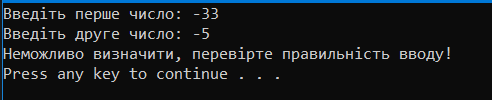 Введіть перше число: -33
Введіть друге число: -5
Неможливо визначити, перевірте правильність вводу!
Press any key to continue . . .